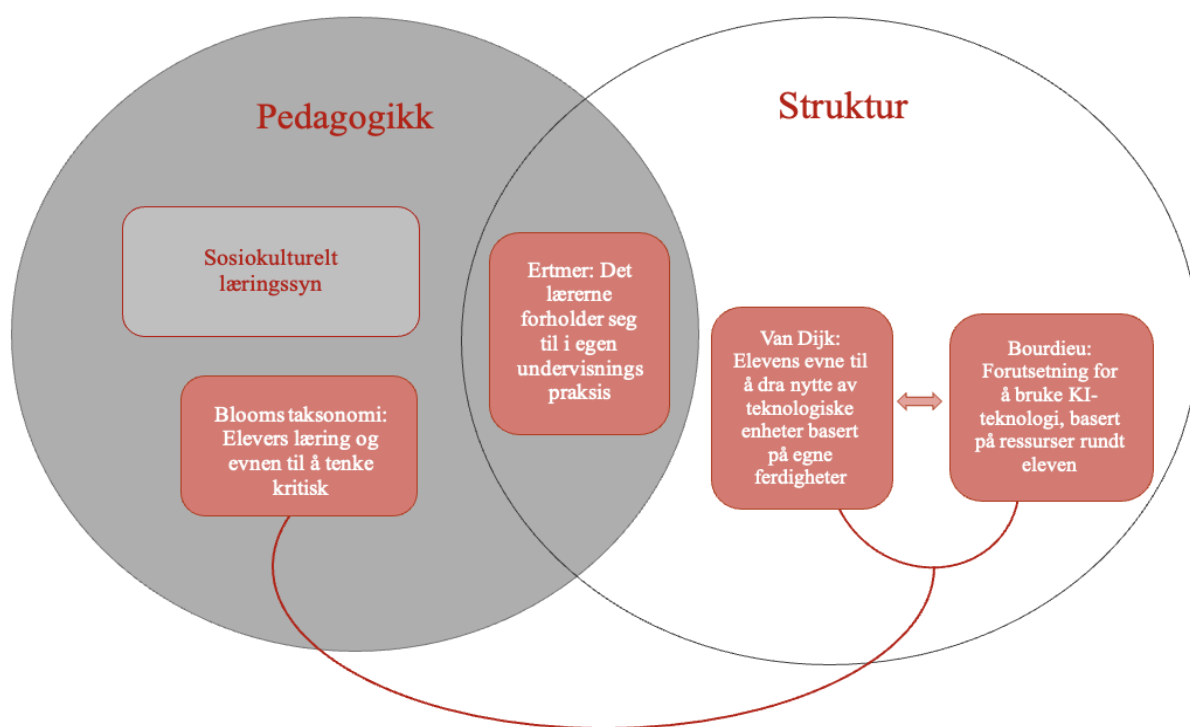 Pedagogikk
Struktur
Sosiokulturelt
læringssyn
Ertmer: Det
lærerne
forholder seg
til i egen
undervisnings
praksis
Blooms taksonomi:
Elevers læring og
evnen til å tenke
kritisk
Van Dijk:
Elevens evne til
å dra nytte av
teknologiske
enheter basert
på egne
ferdigheter
Bourdieu:
Forutsetning for
å bruke KI-
teknologi, basert
på ressurser rundt
eleven